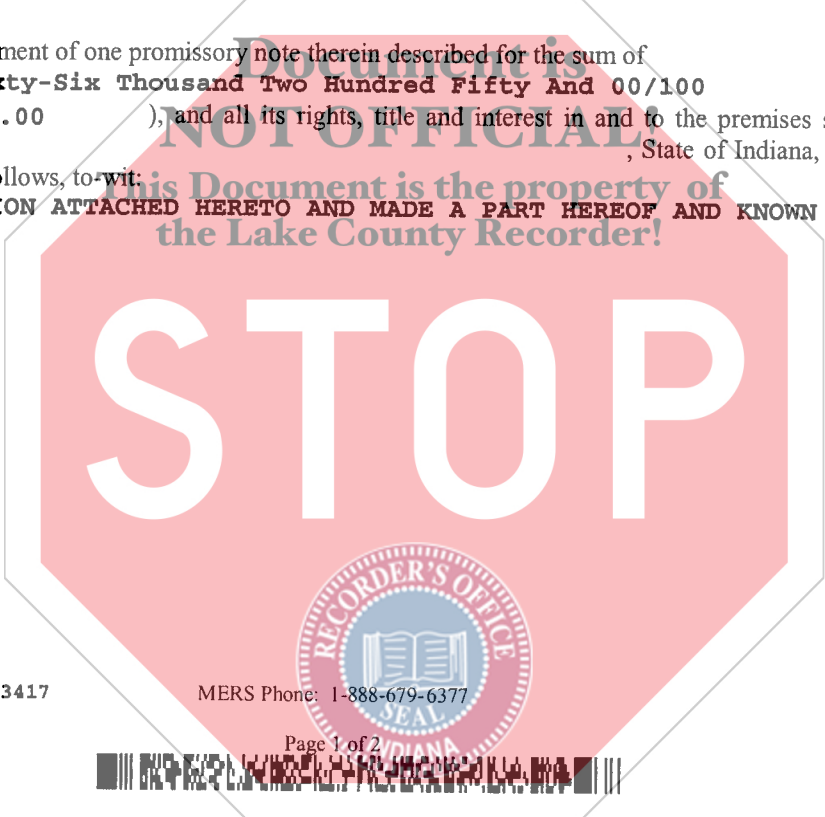 ment of one promissory note therein described for the sum of
Document is
xty-Six Thousand Two Hundred Fifty And 00/100
.00 ), and all its rights, title and interest in and to the premises s
NOT OFFICIAL!
, State of Indiana,
llows, to-wit:
this Document is the property of
ION ATTACHED HERETO AND MADE A PART HEREOF AND KNOWN
the Lake County Recorder!
STOP
RECORDER'S OFFICE
SEAL
INDIANA
3417 MERS Phone: 1-888-679-6377
Page 1 of 2